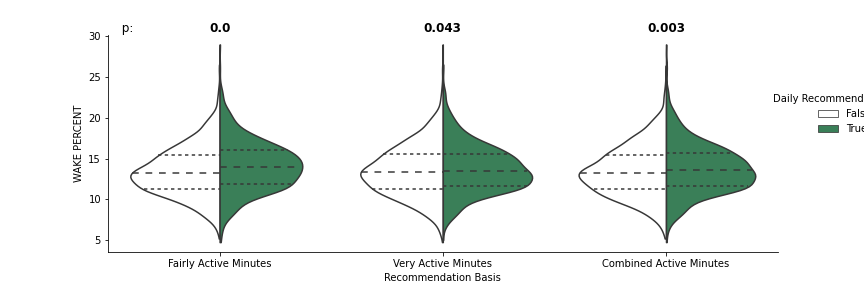 p: 0.0 0.043 0.003
30
25
20
15
10
5
WAKE PERCENT
Fairly Active Minutes Very Active Minutes Combined Active Minutes
Recommendation Basis
Daily Recommend
Fals
True